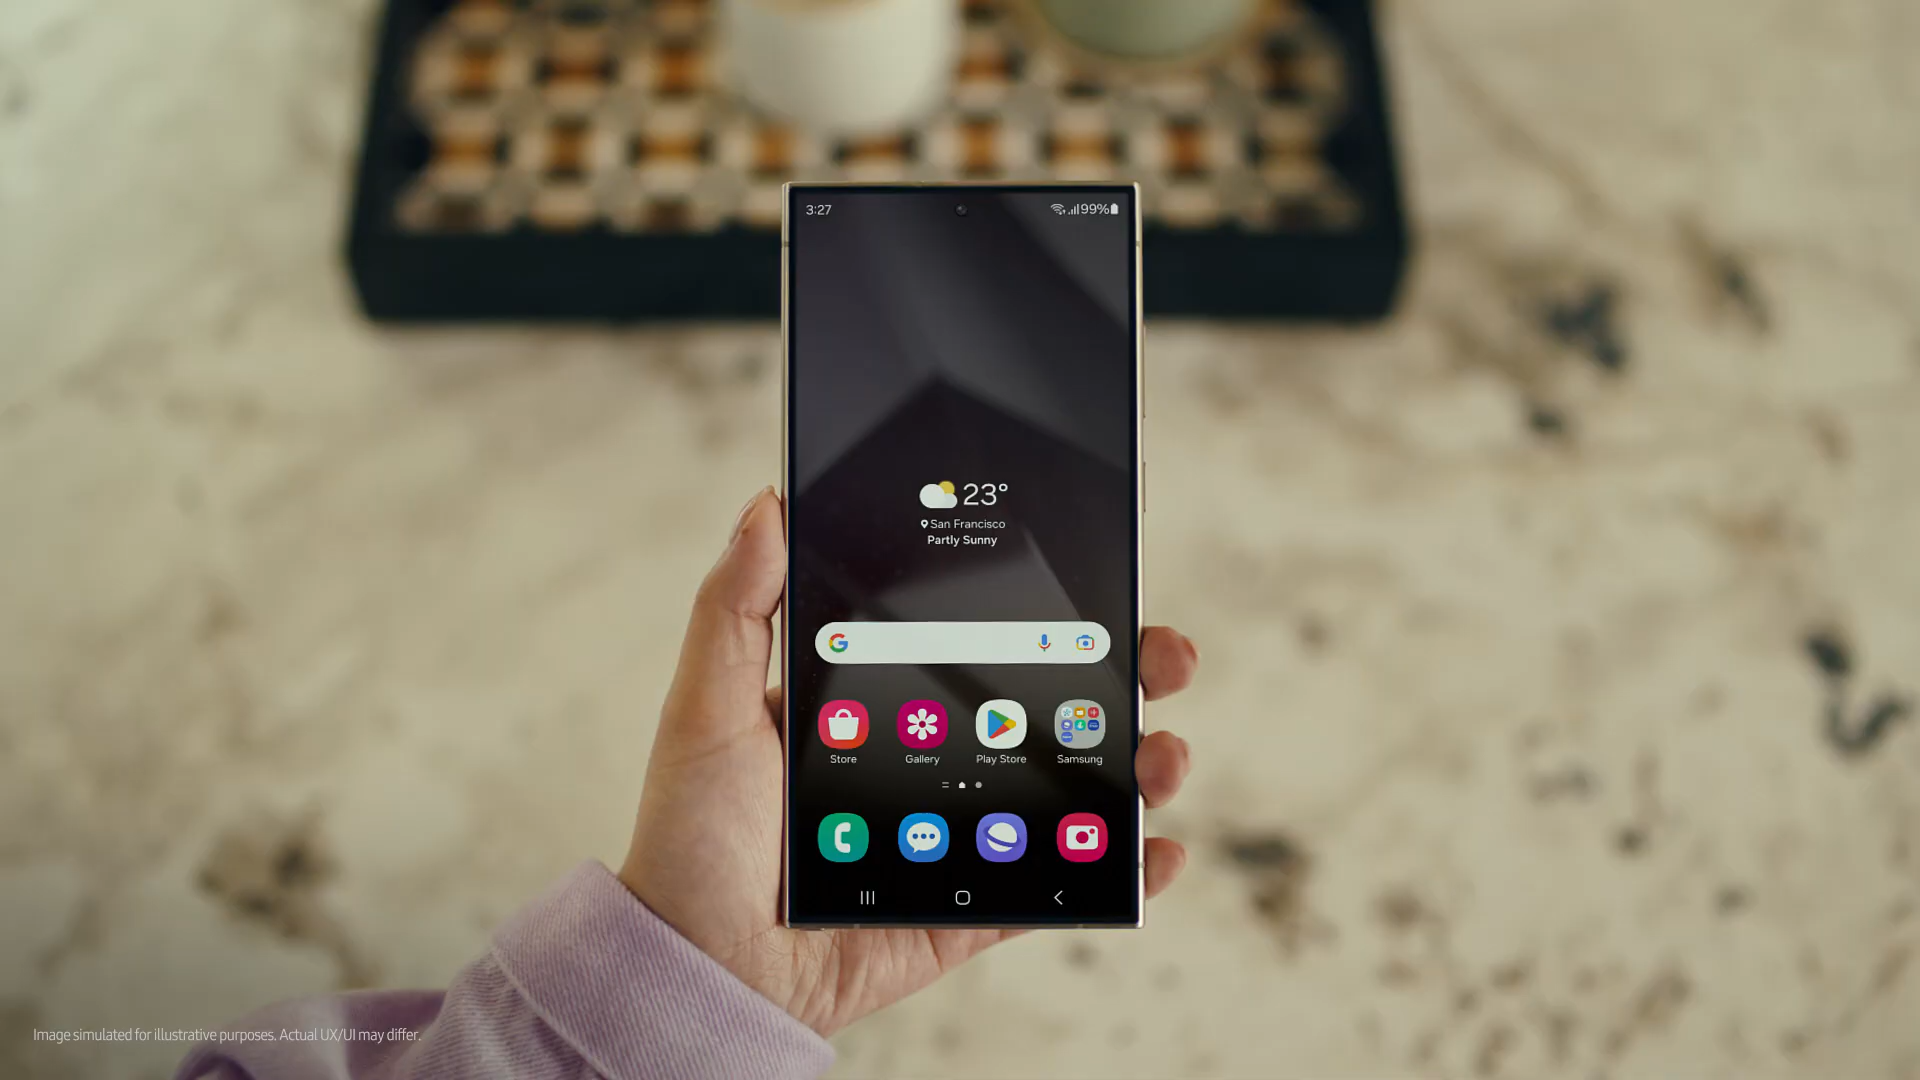 3:27
99%
23°
San Francisco
Partly Sunny
G
Store Gallery Play Store Samsung
Image simulated for illustrative purposes. Actual UX/UI may differ.